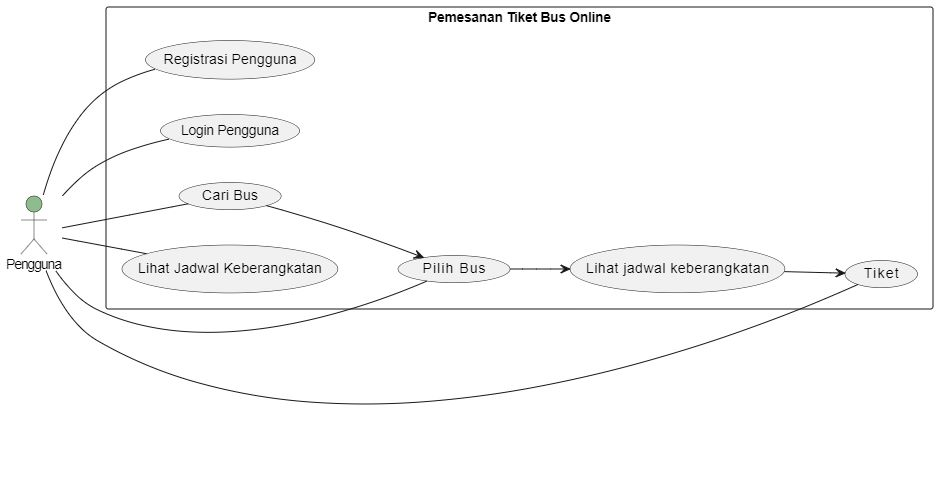 Pemesanan Tiket Bus Online
Registrasi Pengguna
Login Pengguna
Cari Bus
Pengguna
Lihat Jadwal Keberangkatan
Pilih Bus
Lihat jadwal keberangkatan
Tiket